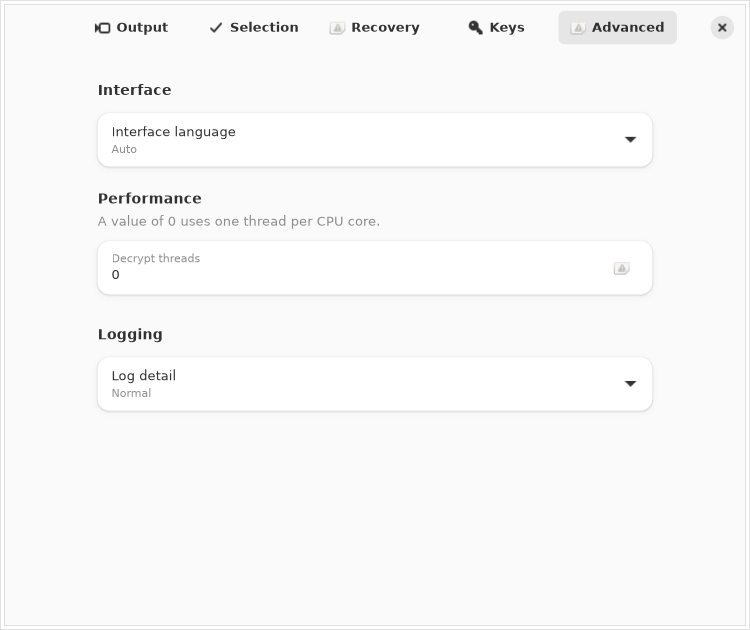 Output
Selection
Recovery
Keys
Advanced
Interface
Interface language
Auto
Performance
A value of 0 uses one thread per CPU core.
Decrypt threads
0
Logging
Log detail
Normal